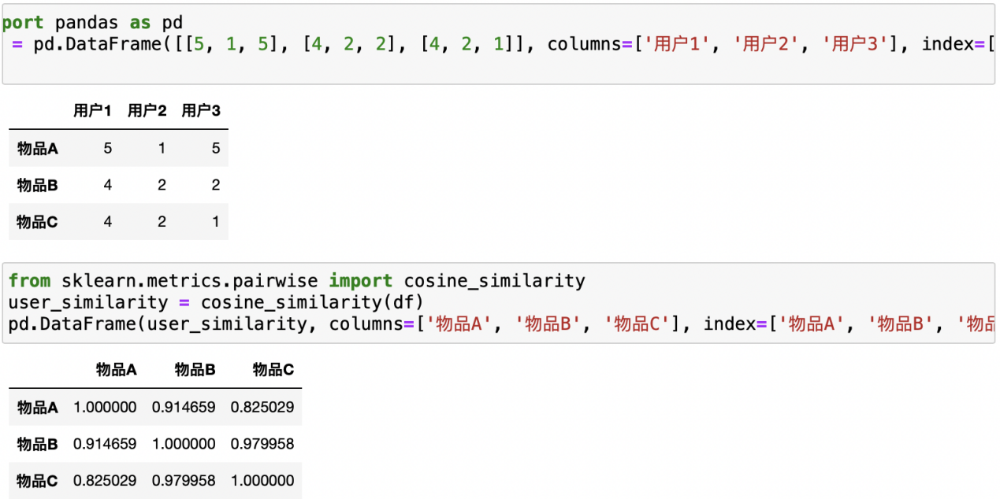 port pandas as pd
= pd.DataFrame([[5, 1, 5], [4, 2, 2], [4, 2, 1]], columns=['用户1', '用户2', '用户3'], index=[
用户1 用户2 用户3
物品A 5 1 5
物品B 4 2 2
物品C 4 2 1
from sklearn.metrics.pairwise import cosine_similarity
user_similarity = cosine_similarity(df)
pd.DataFrame(user_similarity, columns=['物品A', '物品B', '物品C'], index=['物品A', '物品B', '物品
物品A 物品B 物品C
物品A 1.000000 0.914659 0.825029
物品B 0.914659 1.000000 0.979958
物品C 0.825029 0.979958 1.000000